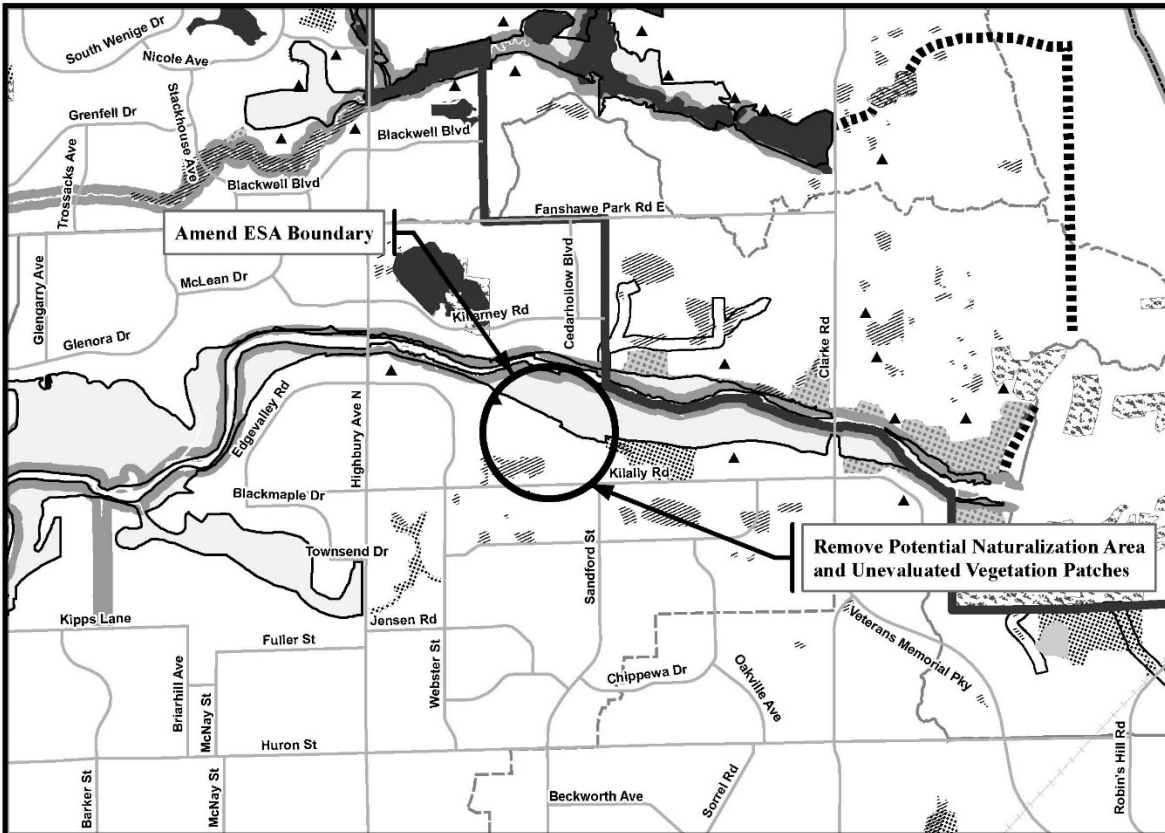 South Wenige Dr
Nicole Ave
Grenfell Dr
Stackhouse Ave
Trossacks Ave
Blackwell Blvd
Blackwell Blvd
Fanshawe Park Rd E
Amend ESA Boundary
Glengarry Ave
McLean Dr
Cedarhollow Blvd
Killarney Rd
Glenora Dr
Clarke Rd
Edgevalley Rd
Highbury Ave N
Kilally Rd
Blackmaple Dr
Townsend Dr
Sandford St
Remove Potential Naturalization Area
and Unevaluated Vegetation Patches
Kipps Lane
Jensen Rd
Fuller St
Veterans Memorial Pky
Briarhill Ave
McNay St
Webster St
Chippewa Dr
Oakville Ave
Huron St
Robin's Hill Rd
Barker St
McNay St
Beckworth Ave
Sorrel Rd